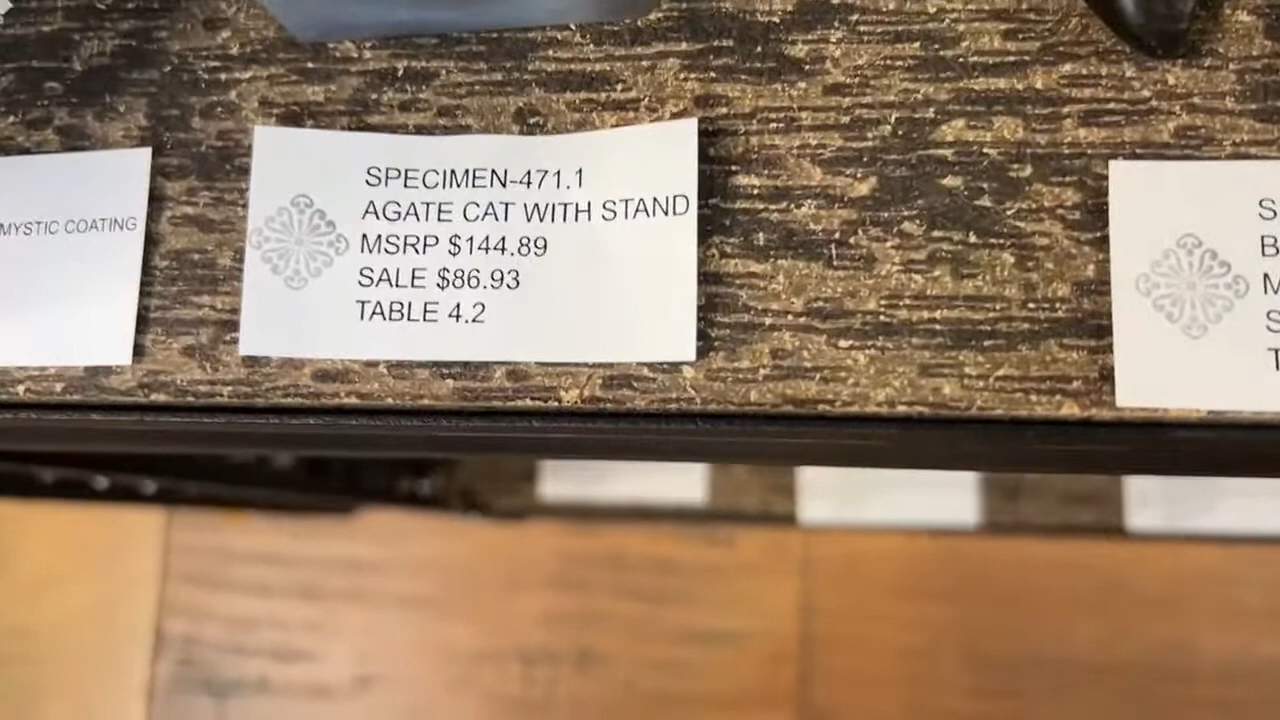 MYSTIC COATING
SPECIMEN-471.1
AGATE CAT WITH STAND
MSRP $144.89
SALE $86.93
TABLE 4.2
S
B
M
S
T